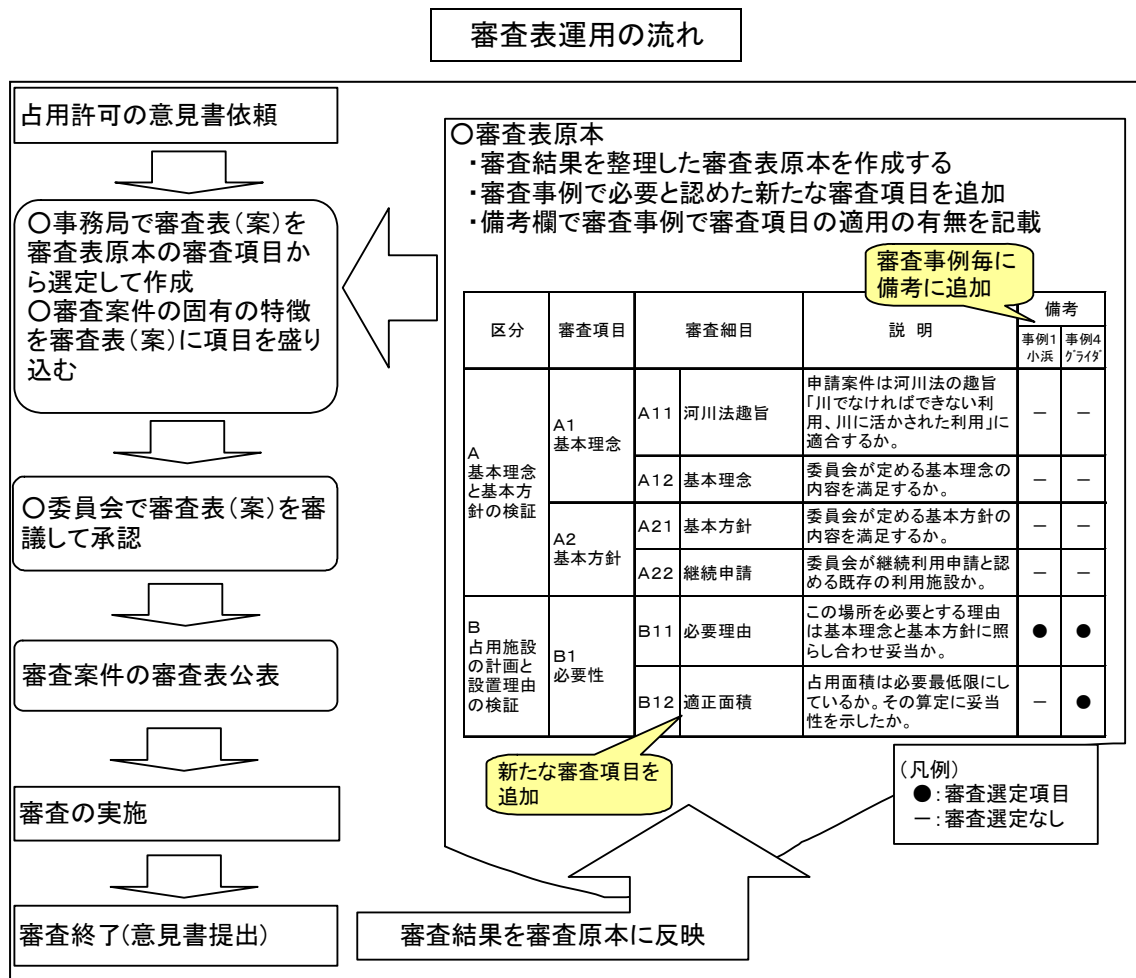 審査表運用の流れ
占用許可の意見書依頼
〇事務局で審査表(案)を
審査表原本の審査項目か
ら選定して作成
〇審査案件の固有の特徴
を審査表(案)に項目を盛り
込む
〇委員会で審査表(案)を審
議して承認
審査案件の審査表公表
審査の実施
審査終了(意見書提出)
〇審査表原本
・審査結果を整理した審査表原本を作成する
・審査事例で必要と認めた新たな審査項目を追加
・備考欄で審査事例で審査項目の適用の有無を記載
審査事例毎に
備考に追加
区分 審査項目 審査細目 説 明 備考
事例1 事例4
小浜 グライダ
A
基本理念
と基本方
針の検証
A1
基本理念
A11 河川法趣旨
申請案件は河川法の趣旨
「川でなければできない利
用、川に活かされた利用」に
適合するか。
- -
A12 基本理念
委員会が定める基本理念の
内容を満足するか。
- -
A2
基本方針
A21 基本方針
委員会が定める基本方針の
内容を満足するか。
- -
A22 継続申請
委員会が継続利用申請と認
める既存の利用施設か。
- -
B
占用施設
の計画と
設置理由
の検証
B1
必要性
B11 必要理由
この場所を必要とする理由
は基本理念と基本方針に照
らし合わせ妥当か。
● ●
B12 適正面積
占用面積は必要最低限にし
ているか。その算定に妥当
性を示したか。
- ●
新たな審査項目を
追加
(凡例)
●:審査選定項目
-:審査選定なし
審査結果を審査原本に反映